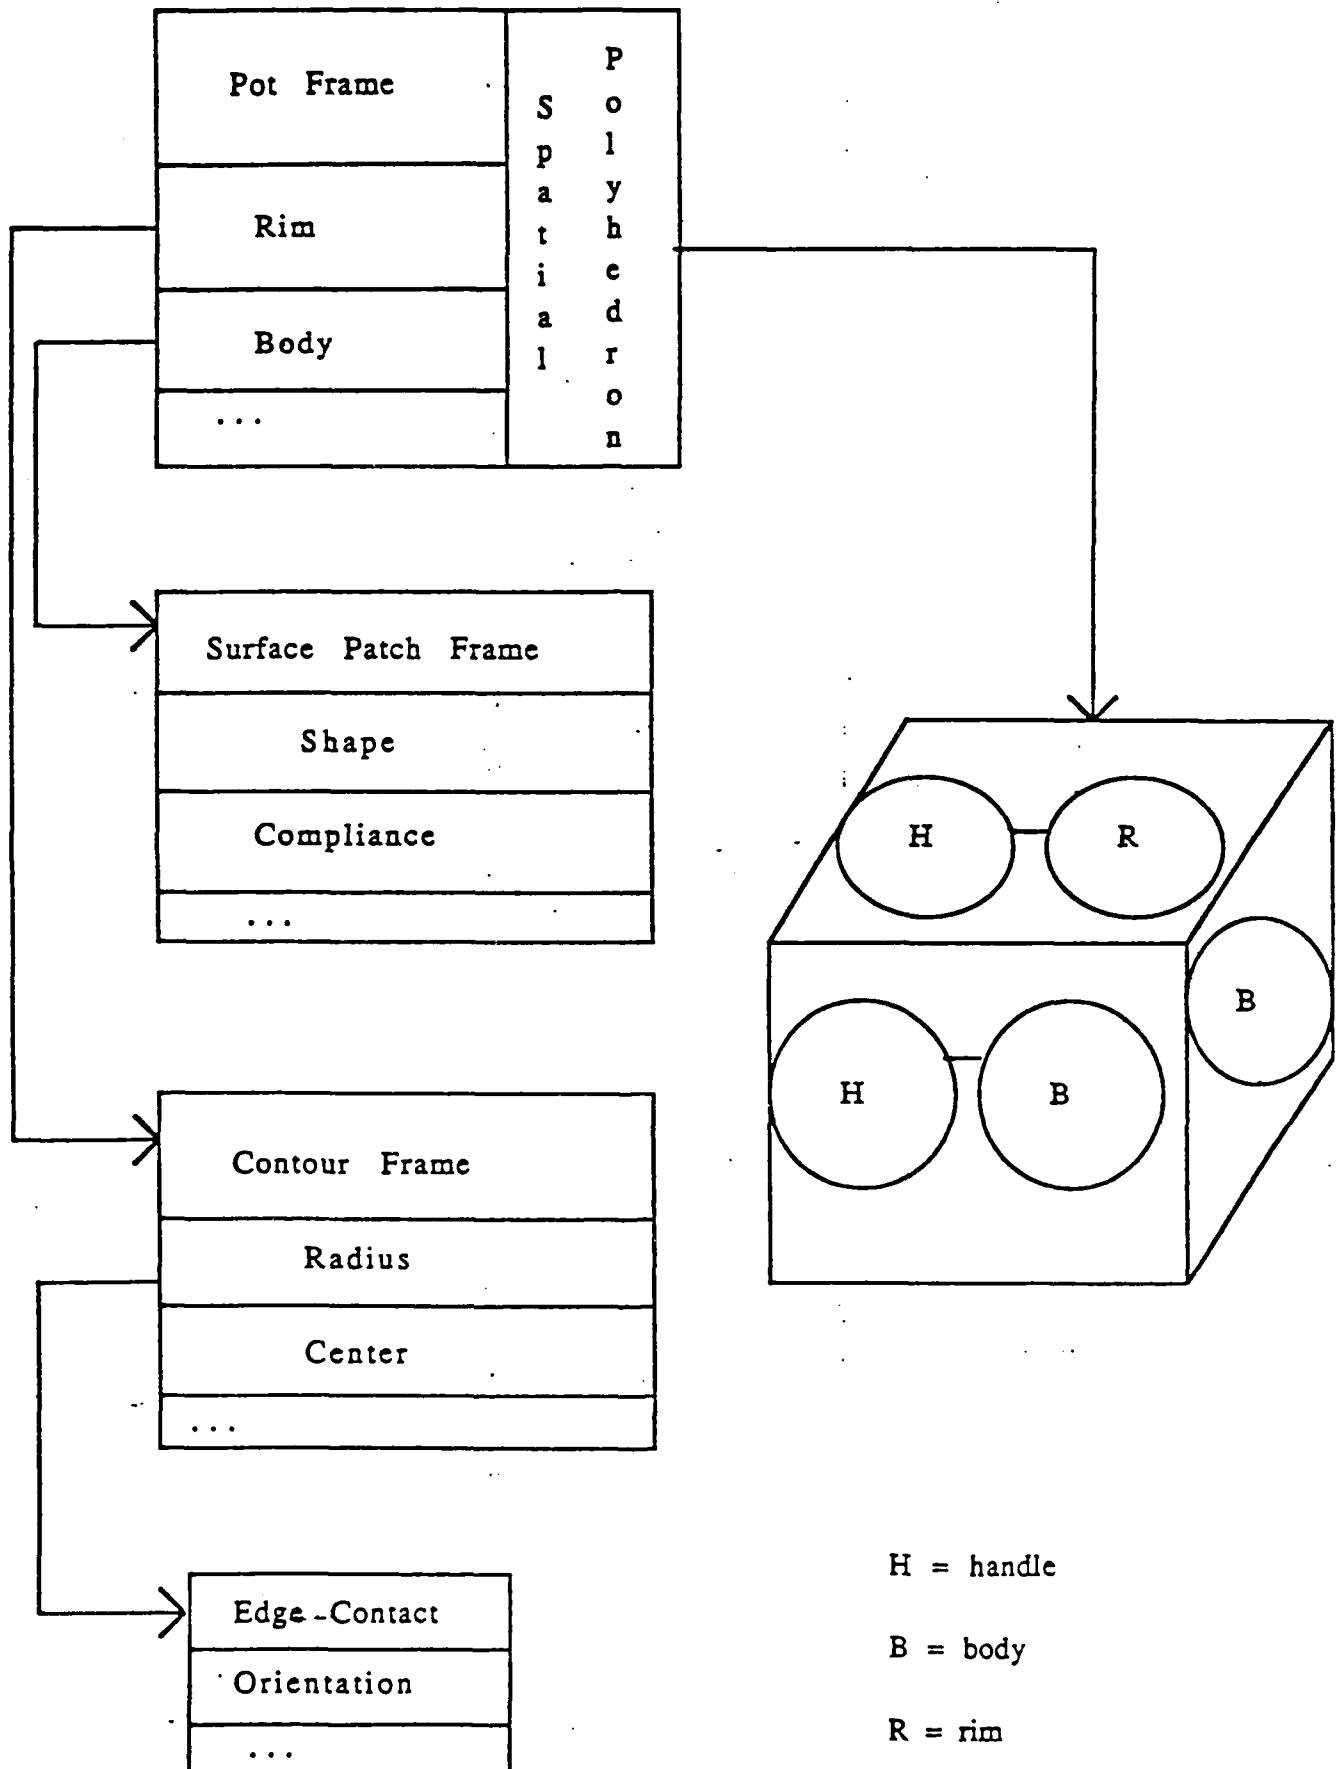 Pot Frame
Rim
Body
...
Spatial
Polyhedron
Surface Patch Frame
Shape
Compliance
...
Contour Frame
Radius
Center
...
Edge-Contact
Orientation
...
H
R
H
B
B
H = handle
B = body
R = rim